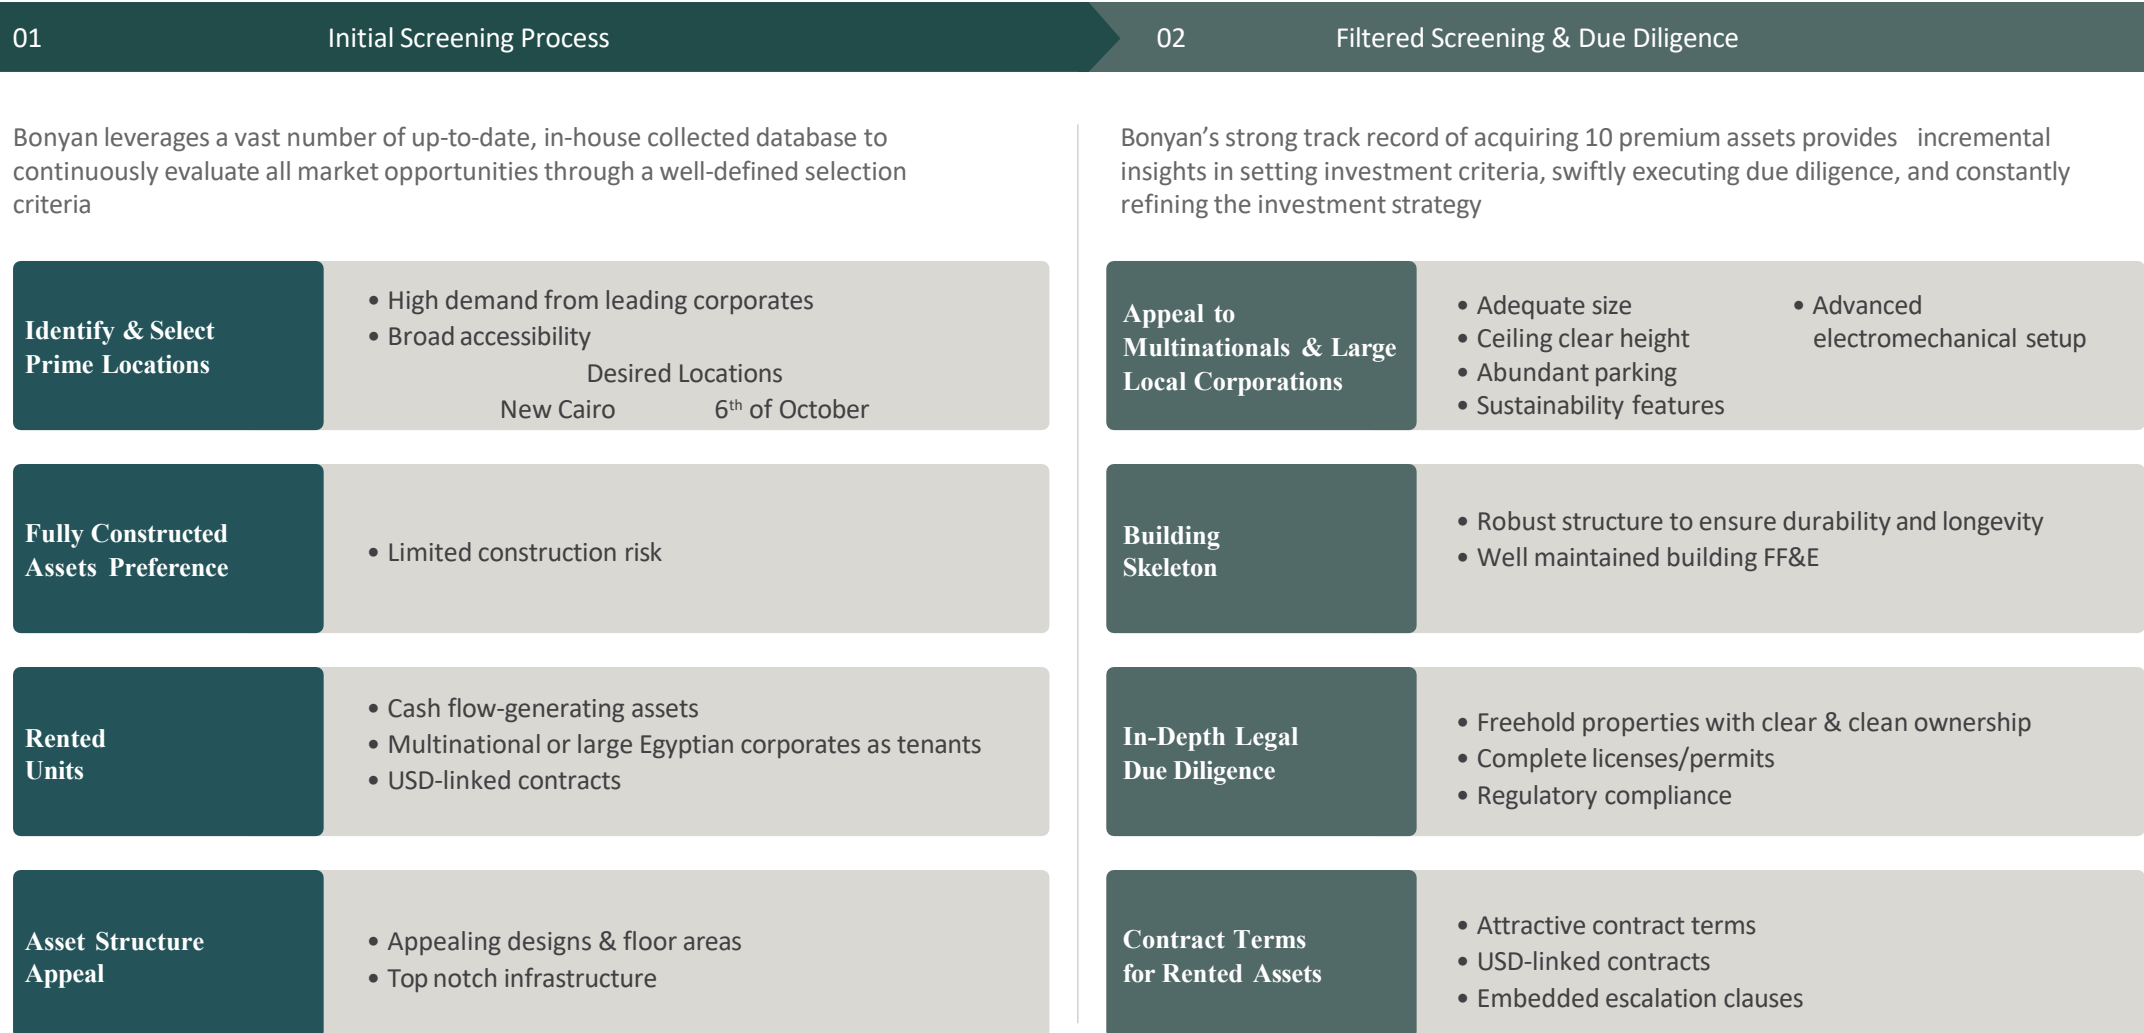 01 Initial Screening Process
Bonyan leverages a vast number of up-to-date, in-house collected database to
continuously evaluate all market opportunities through a well-defined selection
criteria
Identify & Select
Prime Locations
• High demand from leading corporates
• Broad accessibility
Desired Locations
New Cairo 6th of October
Fully Constructed
Assets Preference
• Limited construction risk
Rented
Units
• Cash flow-generating assets
• Multinational or large Egyptian corporates as tenants
• USD-linked contracts
Asset Structure
Appeal
• Appealing designs & floor areas
• Top notch infrastructure
02 Filtered Screening & Due Diligence
Bonyan’s strong track record of acquiring 10 premium assets provides incremental
insights in setting investment criteria, swiftly executing due diligence, and constantly
refining the investment strategy
Appeal to
Multinationals & Large
Local Corporations
• Adequate size
• Ceiling clear height
• Abundant parking
• Sustainability features
• Advanced
electromechanical setup
Building
Skeleton
• Robust structure to ensure durability and longevity
• Well maintained building FF&E
In-Depth Legal
Due Diligence
• Freehold properties with clear & clean ownership
• Complete licenses/permits
• Regulatory compliance
Contract Terms
for Rented Assets
• Attractive contract terms
• USD-linked contracts
• Embedded escalation clauses